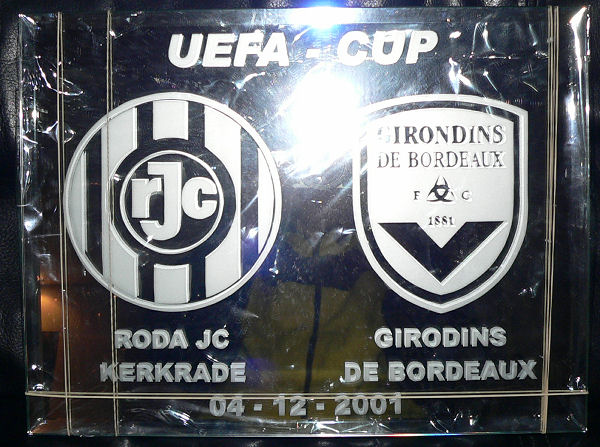 UEFA - CUP
rJc
GIRONDINS
DE BORDEAUX
F C
1881
RODA JC
KERKRADE
GIRODINS
DE BORDEAUX
04 - 12 - 2001